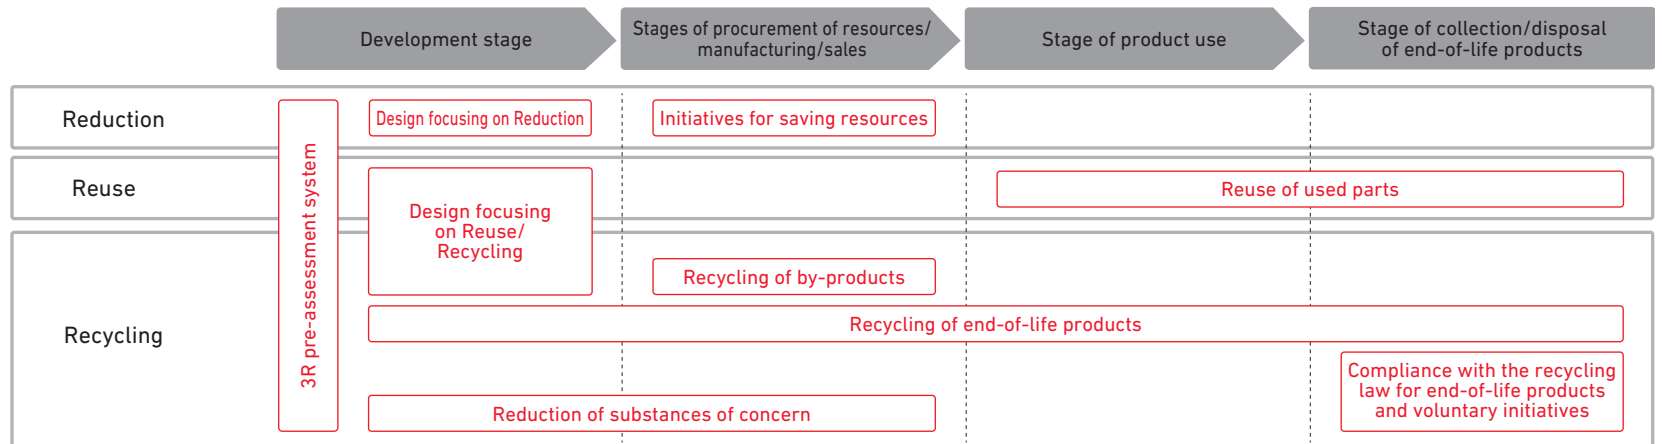 Development stage
Stages of procurement of resources/
manufacturing/sales
Stage of product use
Stage of collection/disposal
of end-of-life products
Reduction
3R pre-assessment system
Design focusing on Reduction
Initiatives for saving resources
Reuse
Design focusing
on Reuse/
Recycling
Reuse of used parts
Recycling
Recycling of by-products
Recycling of end-of-life products
Compliance with the recycling
law for end-of-life products
and voluntary initiatives
Reduction of substances of concern